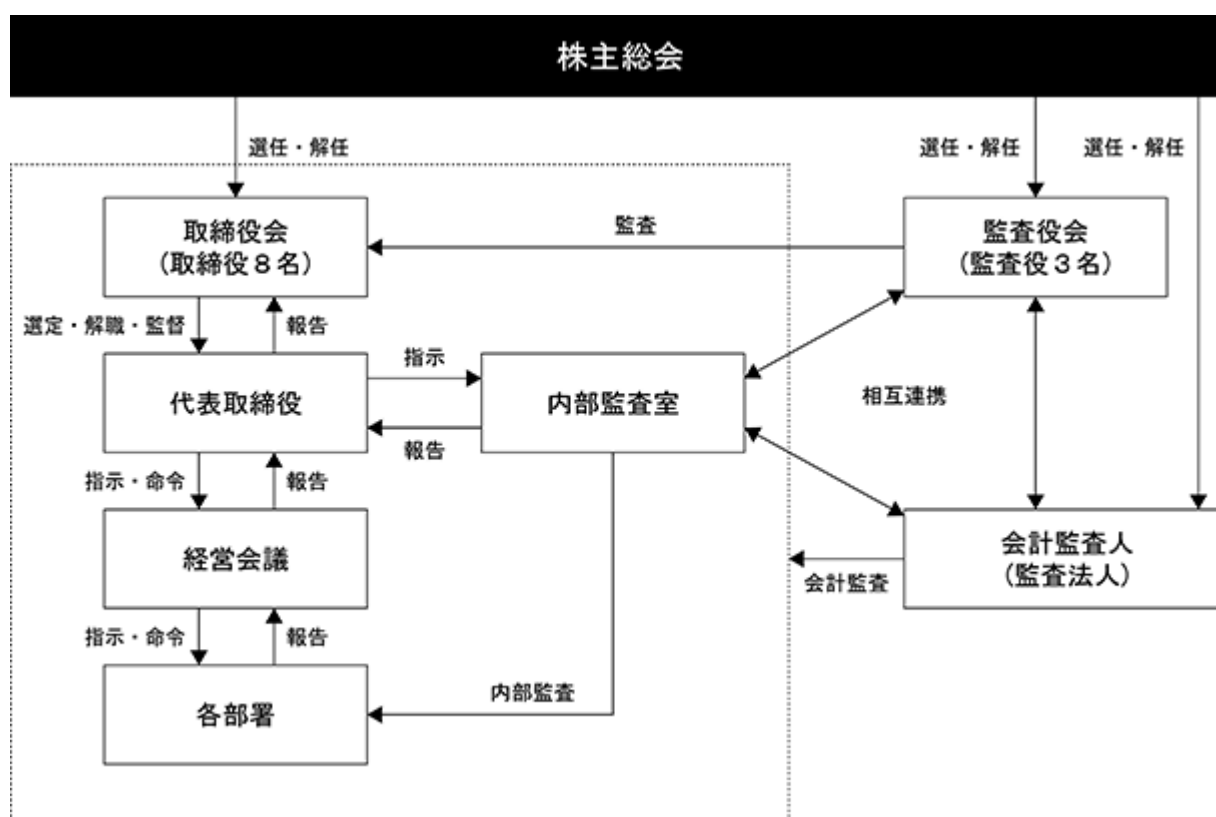 株主総会
選任・解任
選任・解任
選任・解任
取締役会
（取締役８名）
監査
監査役会
（監査役３名）
選定・解職・監督
報告
指示
代表取締役
内部監査室
相互連携
報告
指示・命令
報告
経営会議
会計監査人
（監査法人）
会計監査
指示・命令
報告
内部監査
各部署